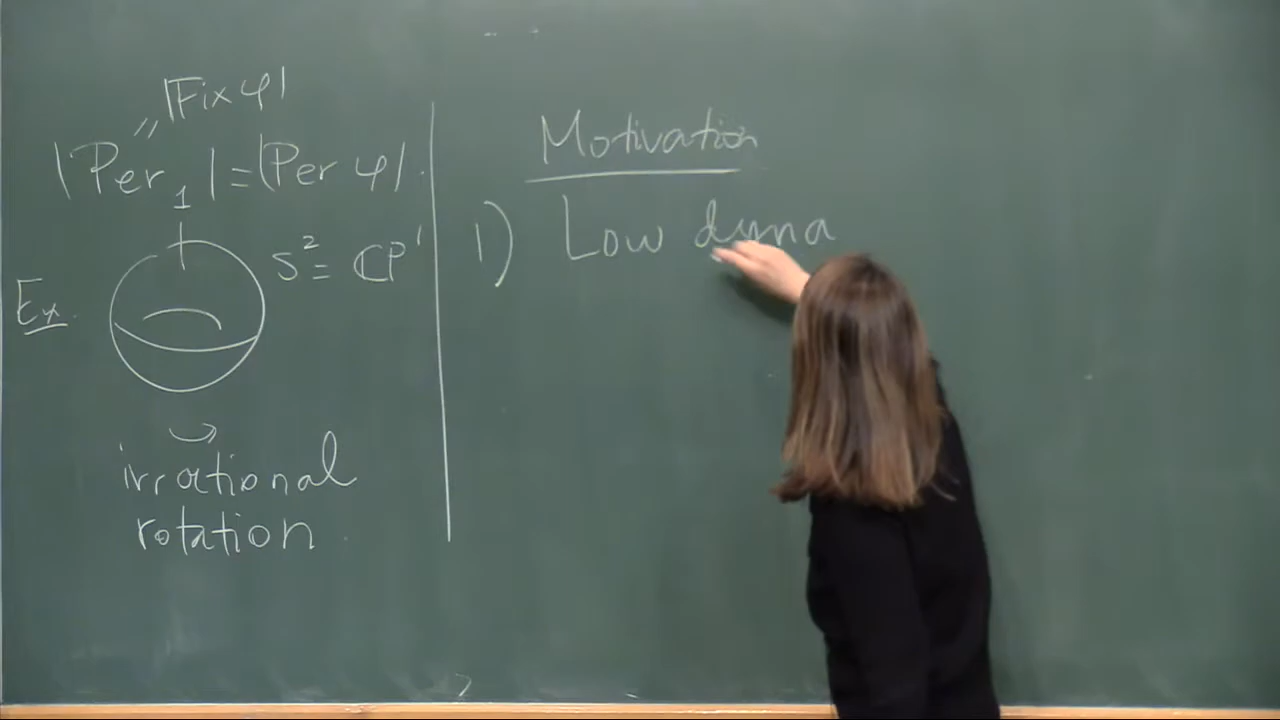 |Fix φ|
"
|Per₁| = |Per φ|.
S² = ℂP¹
Ex.
irrational
rotation.
Motivation
1) Low dyna